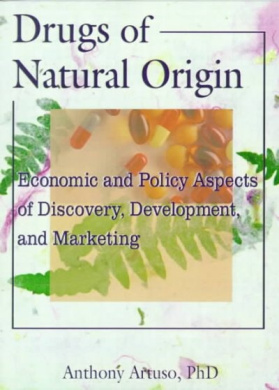 Drugs of
Natural Origin
Economic and Policy Aspects
of Discovery, Development,
and Marketing
Anthony Artuso, PhD